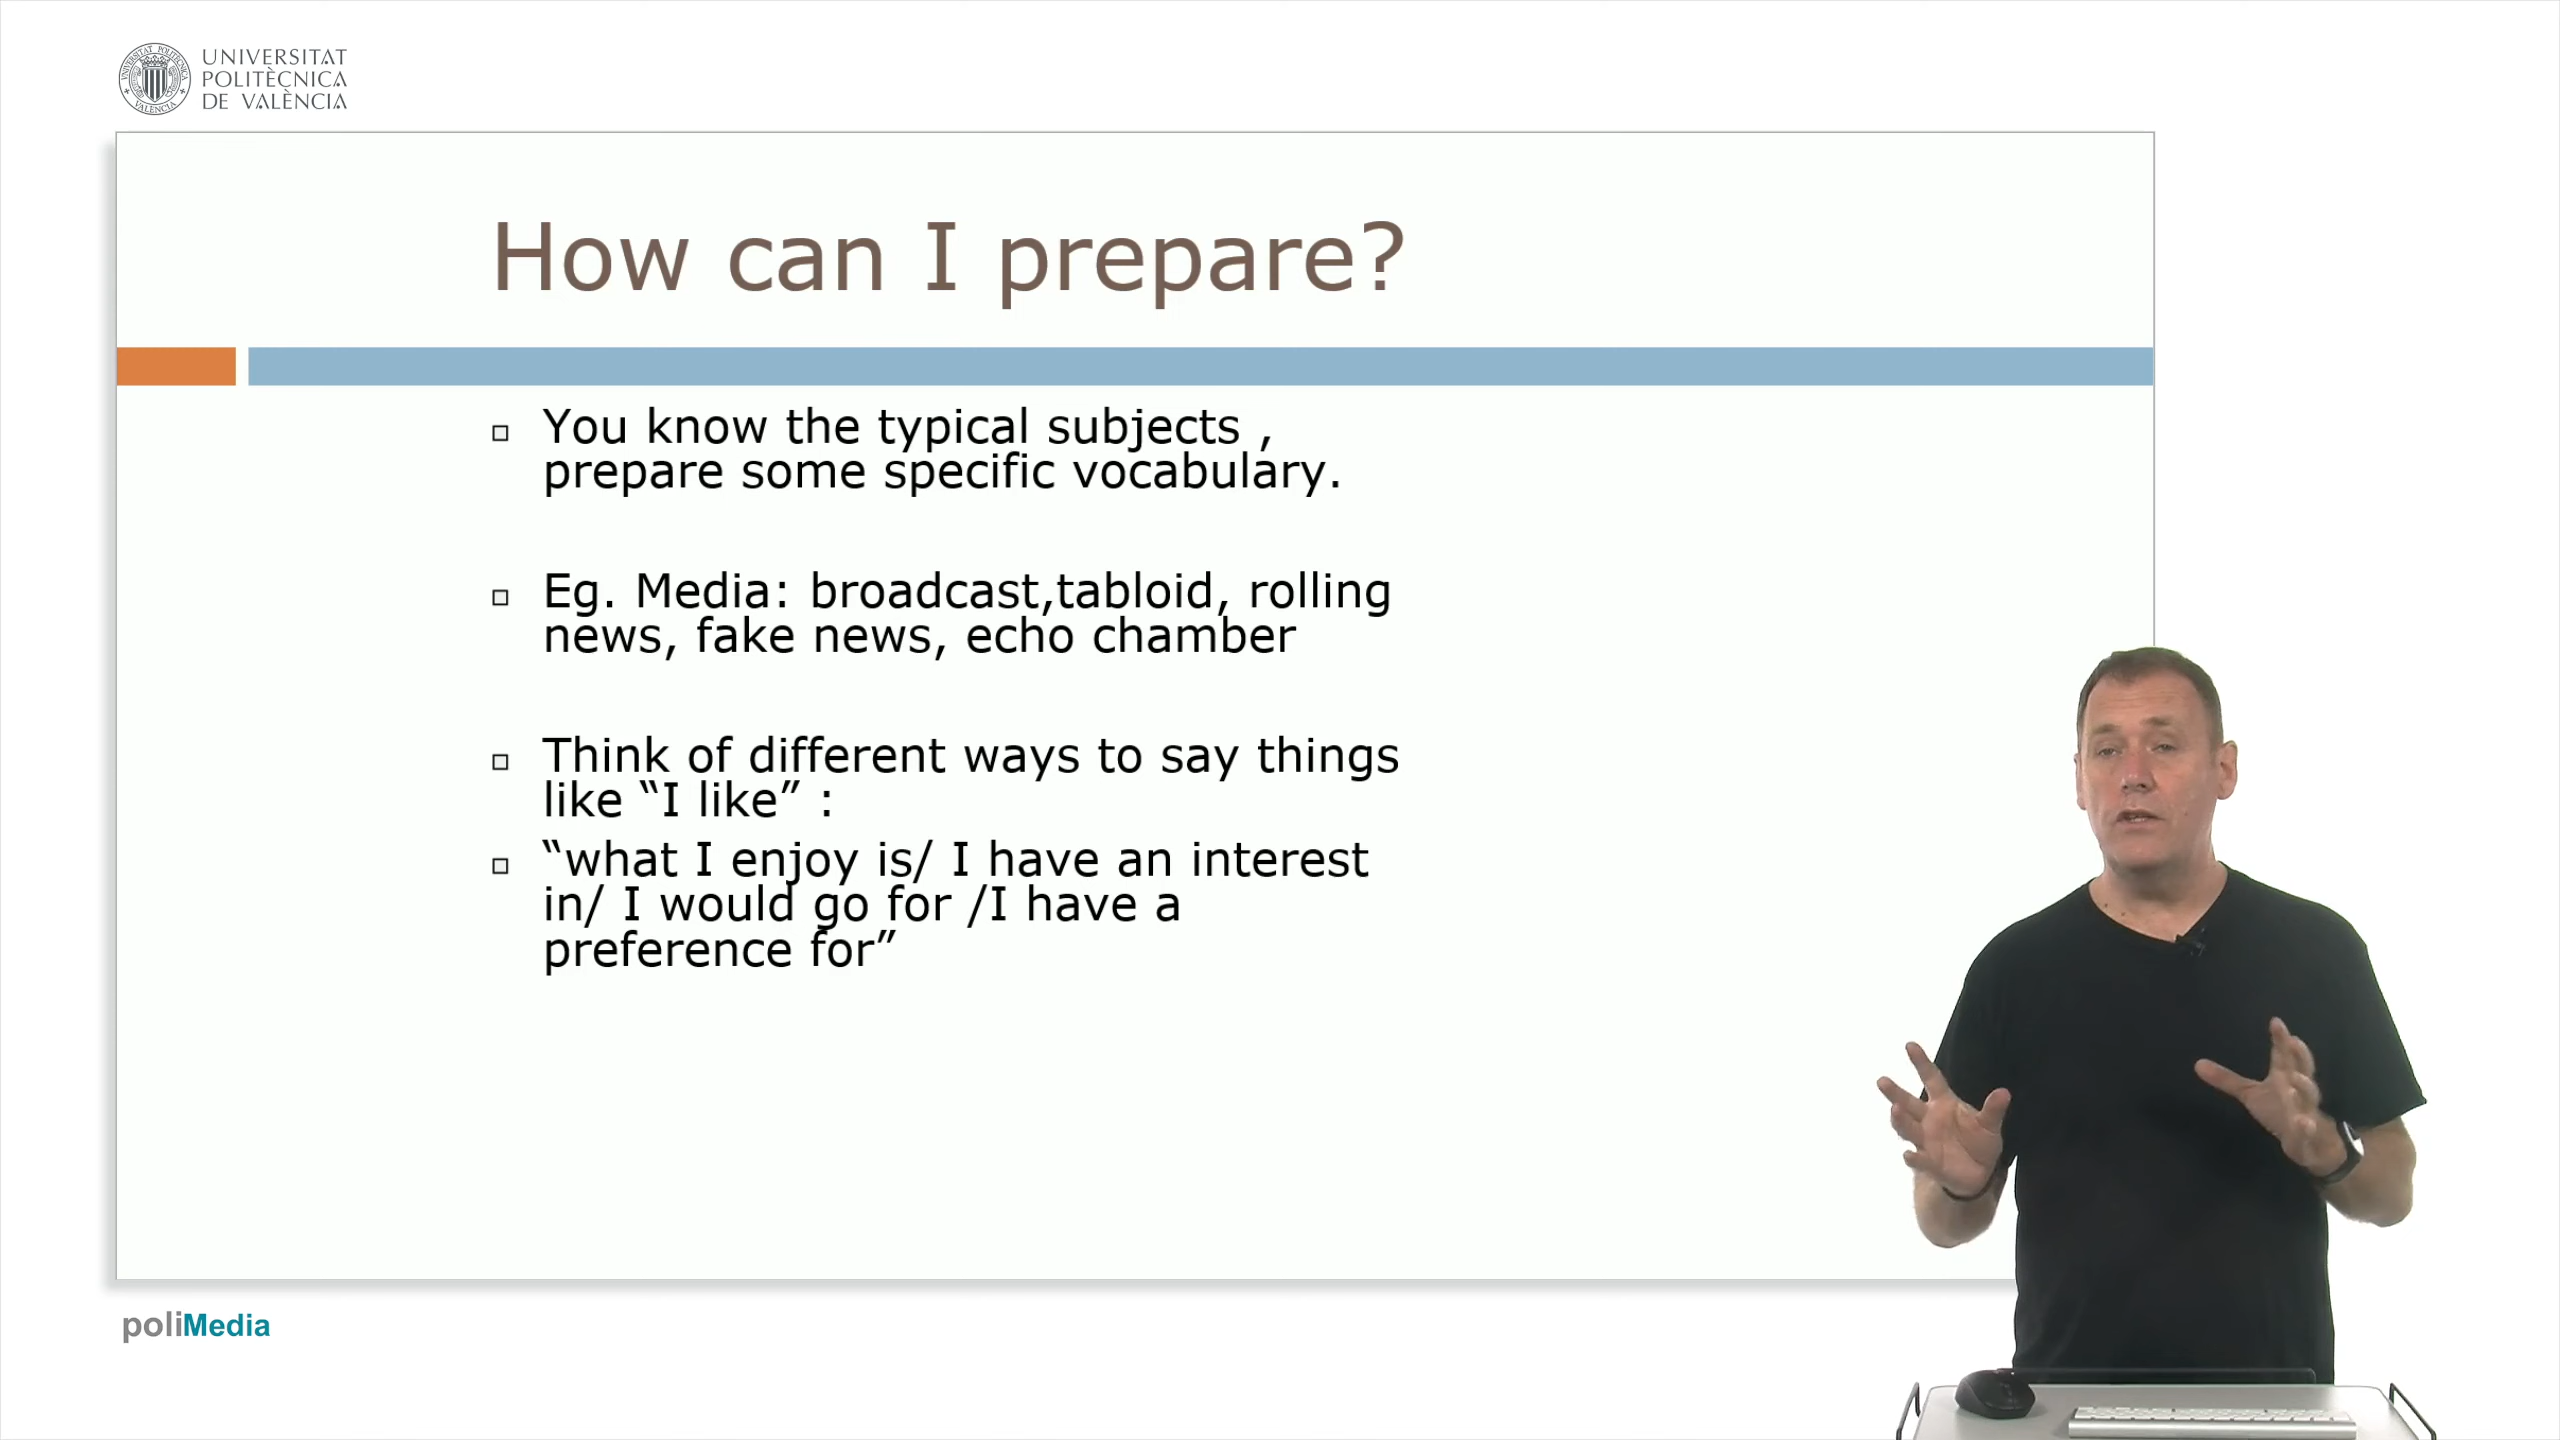 UNIVERSITAT
POLITÈCNICA
DE VALÈNCIA
How can I prepare?
You know the typical subjects ,
prepare some specific vocabulary.
Eg. Media: broadcast,tabloid, rolling
news, fake news, echo chamber
Think of different ways to say things
like “I like” :
“what I enjoy is/ I have an interest
in/ I would go for /I have a
preference for”
poliMedia